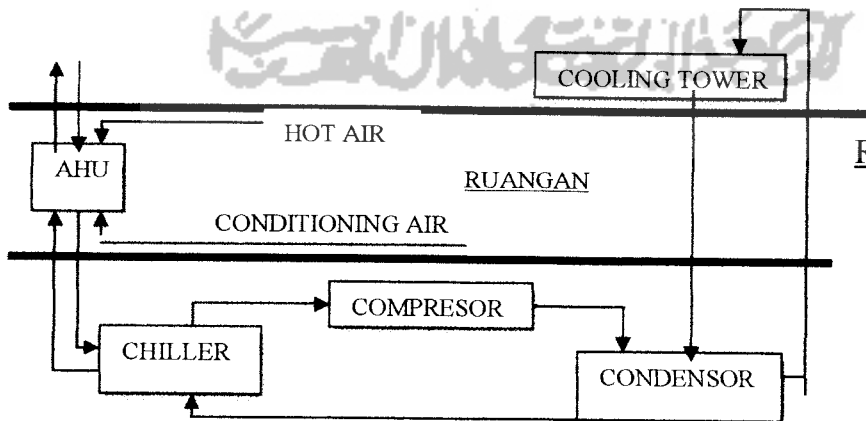 COOLING TOWER
HOT AIR
AHU
RUANGAN
CONDITIONING AIR
COMPRESOR
CHILLER
CONDENSOR